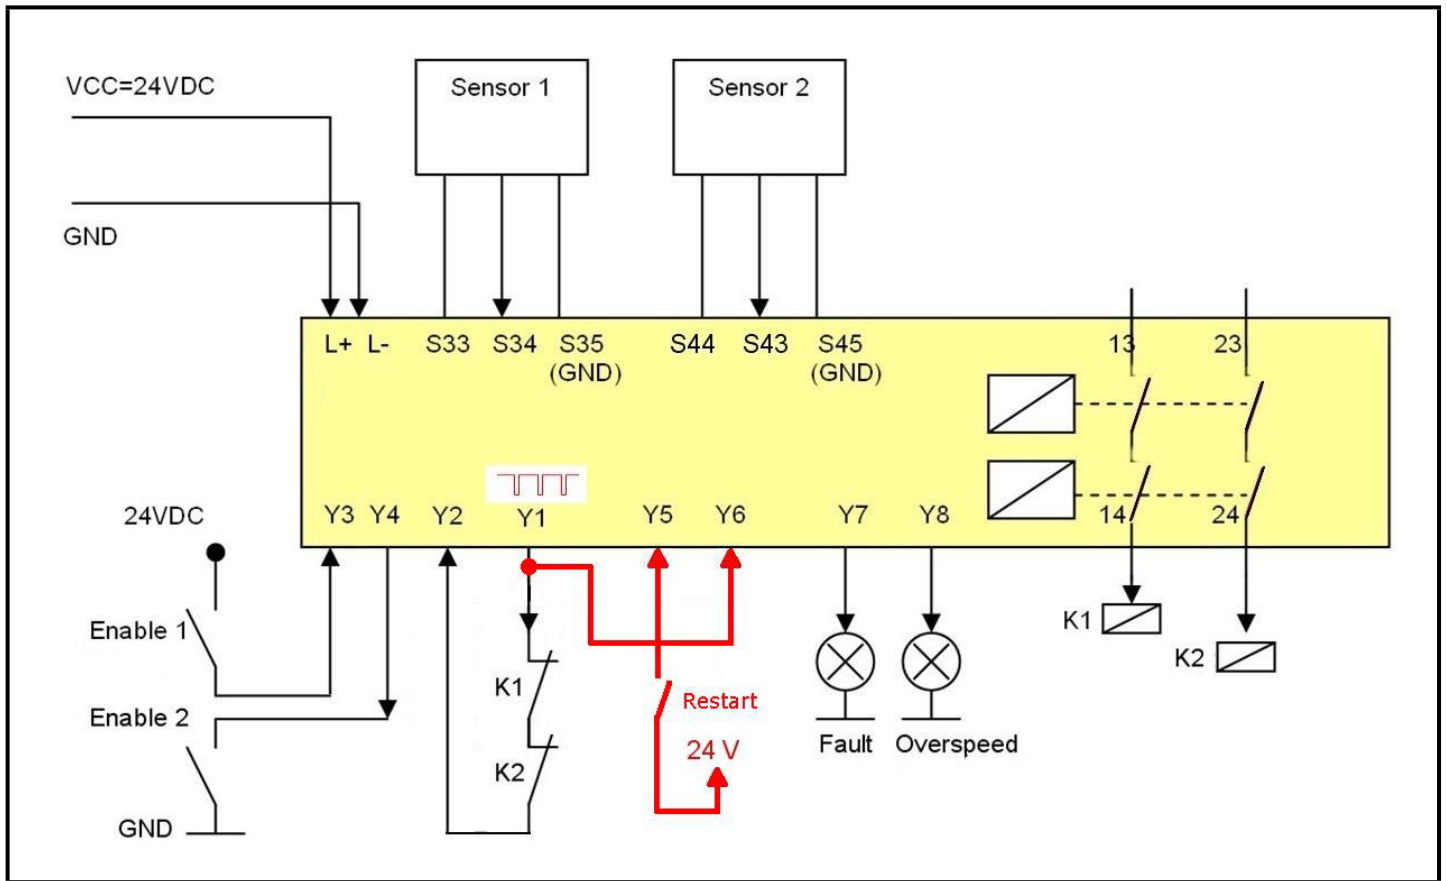 VCC=24VDC
GND
Sensor 1
Sensor 2
L+ L- S33 S34 S35 S44 S43 S45 13 23
(GND) (GND)
24VDC
Y3 Y4 Y2 Y1 Y5 Y6 Y7 Y8 14 24
Enable 1
Enable 2
GND
K1
K2
Restart
24 V
Fault Overspeed
K1
K2